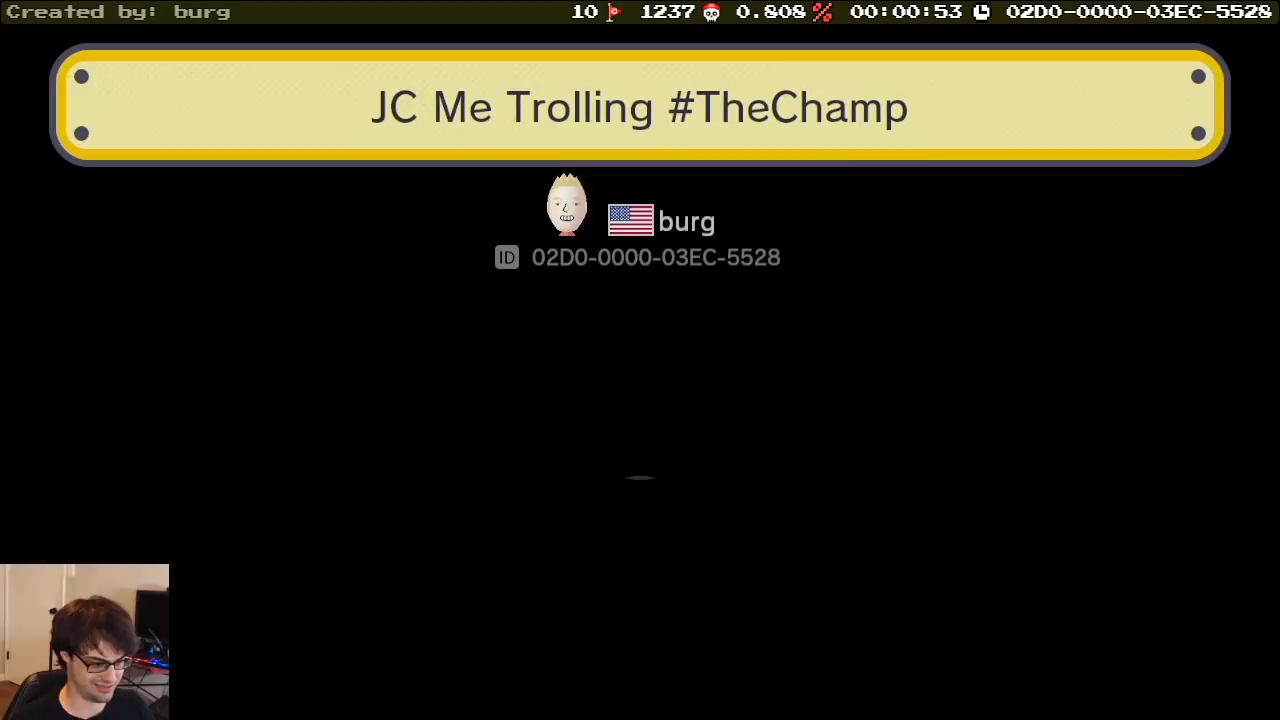 Created by: burg 10 1237 0.808 % 00:00:53 02D0-0000-03EC-5528
JC Me Trolling #TheChamp
burg
ID 02D0-0000-03EC-5528